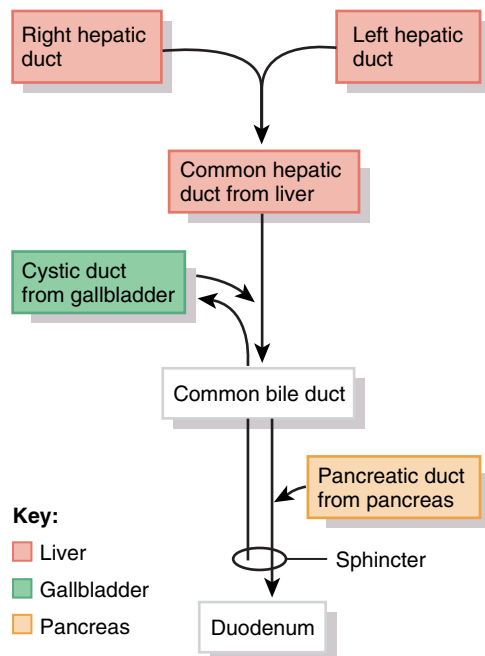 Right hepatic
duct
Left hepatic
duct
Common hepatic
duct from liver
Cystic duct
from gallbladder
Common bile duct
Pancreatic duct
from pancreas
Key:
Liver
Gallbladder
Pancreas
Sphincter
Duodenum